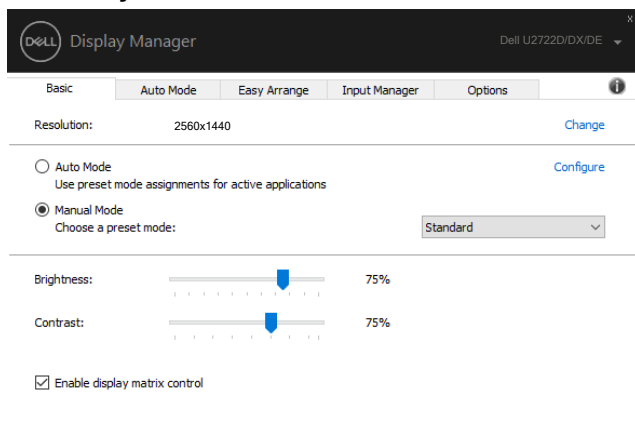 DELL Display Manager
Dell U2722D/DX/DE
x
Basic Auto Mode Easy Arrange Input Manager Options i
Resolution: 2560x1440 Change
Auto Mode Configure
Use preset mode assignments for active applications
Manual Mode
Choose a preset mode: Standard
Brightness: 75%
Contrast: 75%
Enable display matrix control